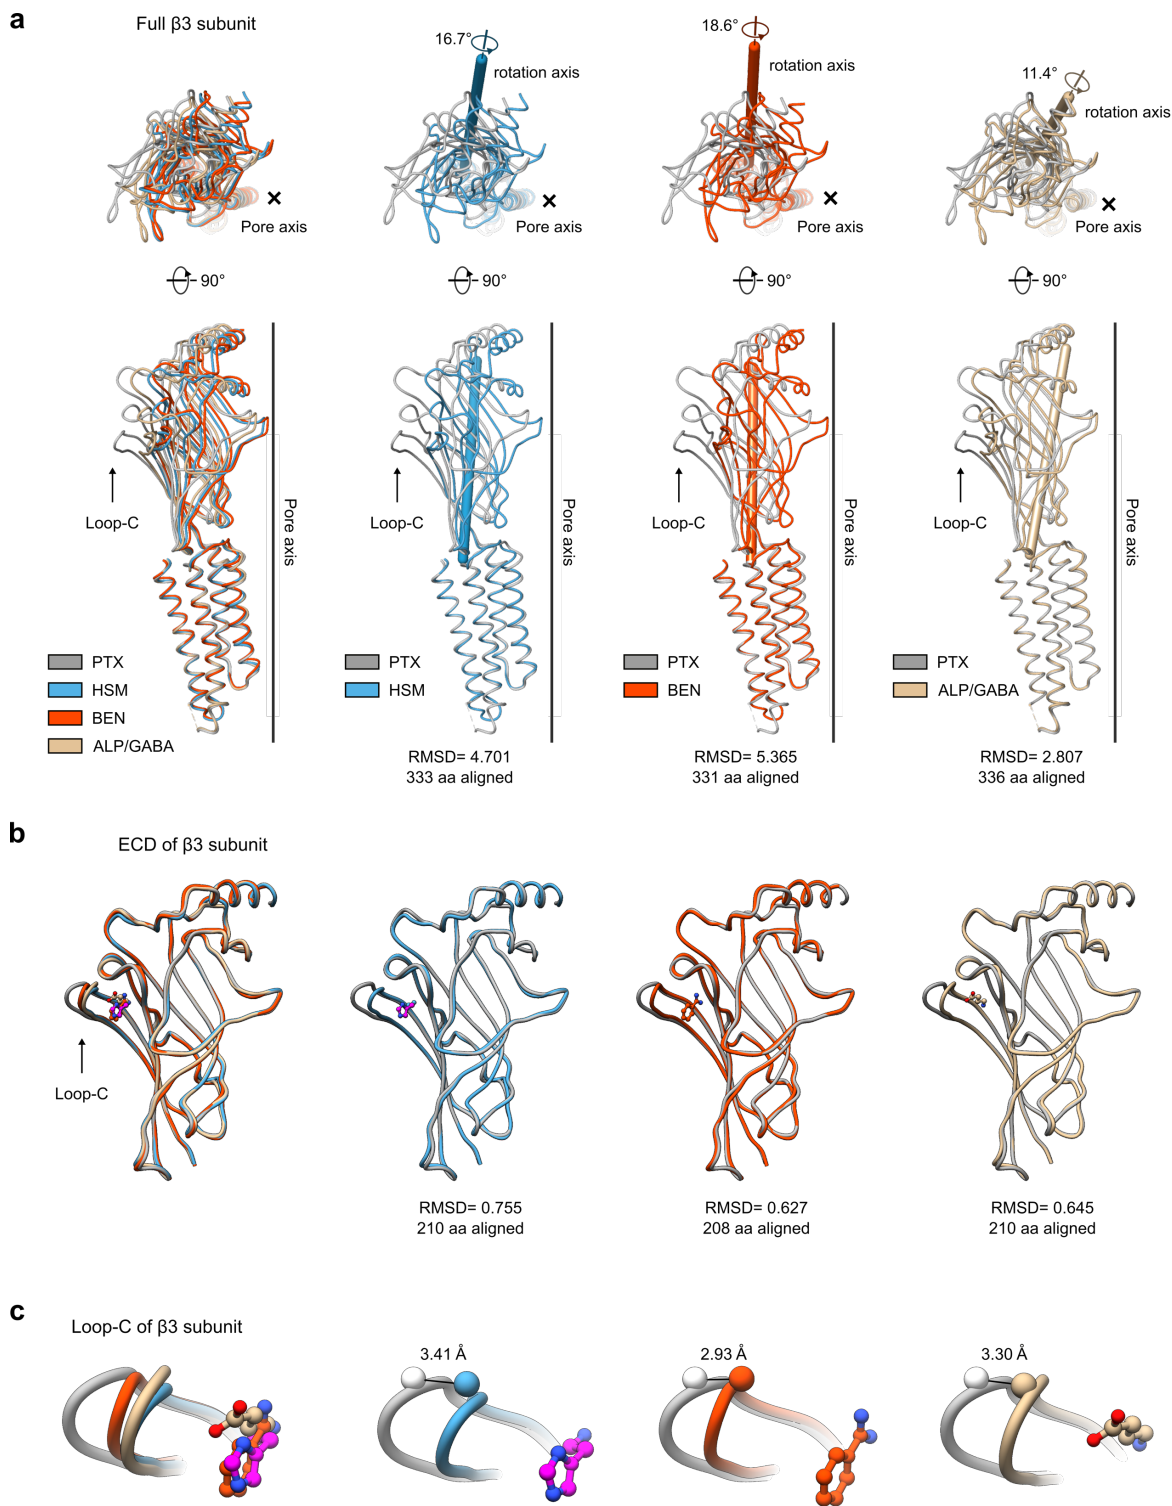 a
Full β3 subunit
16.7°
rotation axis
18.6°
rotation axis
11.4°
rotation axis
Pore axis
Pore axis
Pore axis
Pore axis
90°
90°
90°
90°
Loop-C
Loop-C
Loop-C
Loop-C
Pore axis
Pore axis
Pore axis
Pore axis
PTX
HSM
BEN
ALP/GABA
PTX
HSM
PTX
BEN
PTX
ALP/GABA
RMSD= 4.701
333 aa aligned
RMSD= 5.365
331 aa aligned
RMSD= 2.807
336 aa aligned
b
ECD of β3 subunit
Loop-C
RMSD= 0.755
210 aa aligned
RMSD= 0.627
208 aa aligned
RMSD= 0.645
210 aa aligned
c
Loop-C of β3 subunit
3.41 Å
2.93 Å
3.30 Å